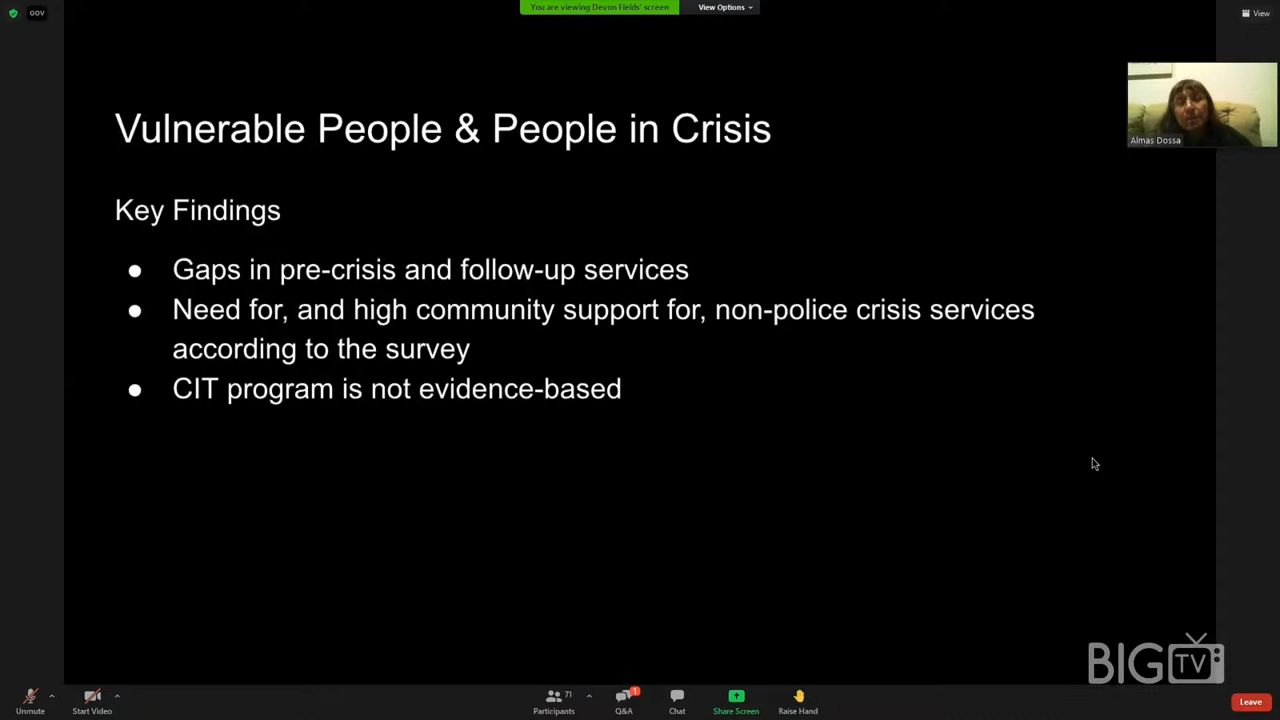 GOV
You are viewing Devon Fields' screen
View Options
View
Almas Dossa
Vulnerable People & People in Crisis
Key Findings
● Gaps in pre-crisis and follow-up services
● Need for, and high community support for, non-police crisis services
according to the survey
● CIT program is not evidence-based
BIG TV
Unmute
Start Video
71
Participants
1
Q&A
Chat
Share Screen
Raise Hand
Leave